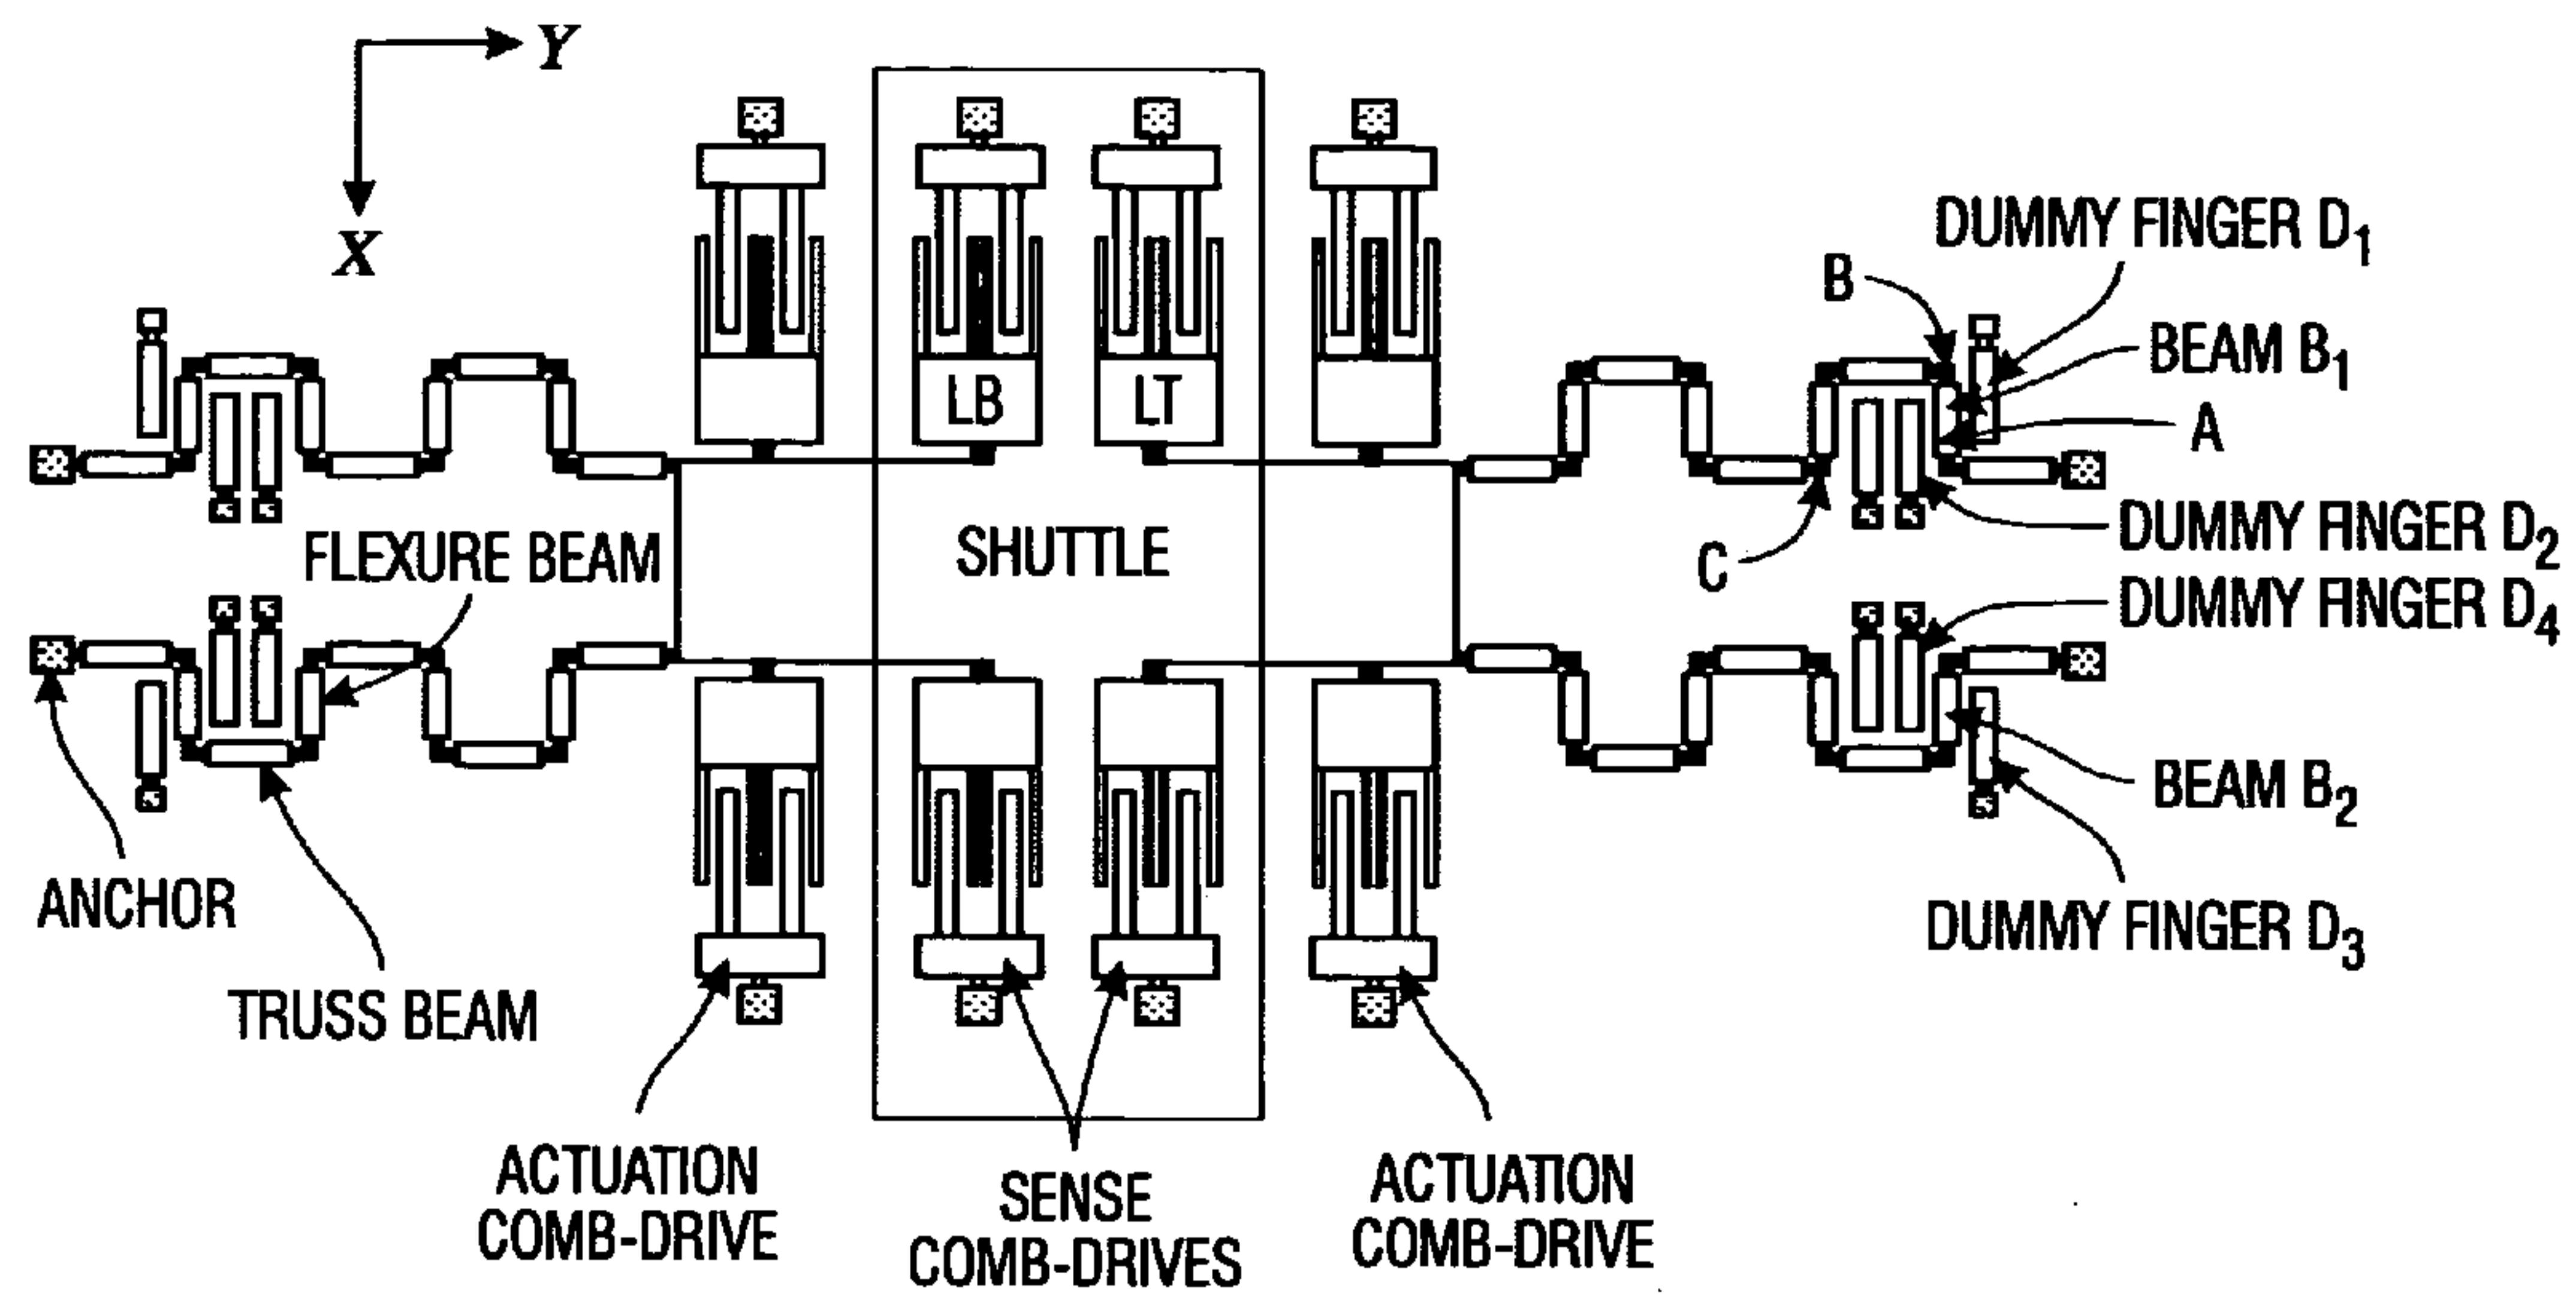 Y
X
DUMMY FINGER D1
B
BEAM B1
LB
LT
A
DUMMY FINGER D2
SHUTTLE
FLEXURE BEAM
C
DUMMY FINGER D4
BEAM B2
ANCHOR
DUMMY FINGER D3
TRUSS BEAM
ACTUATION
COMB-DRIVE
SENSE
COMB-DRIVES
ACTUATION
COMB-DRIVE